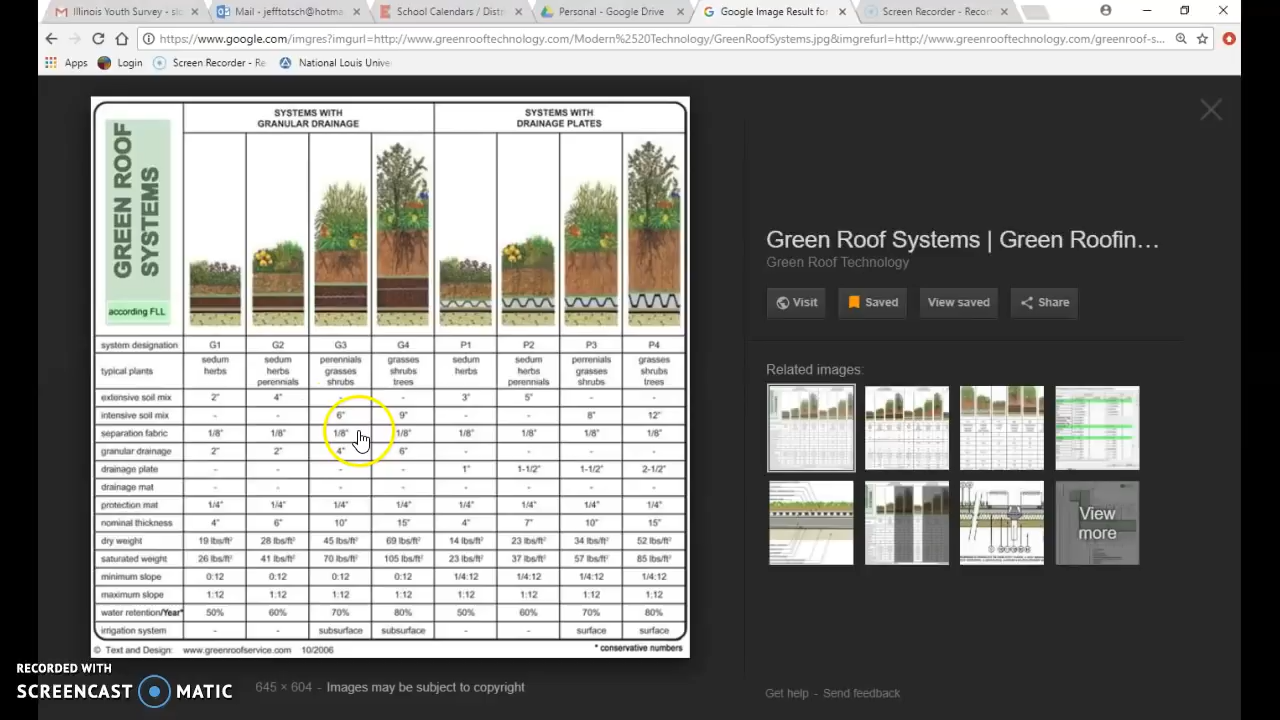 Illinois Youth Survey - sld
Mail - jefftotsch@hotma
School Calendars / Distr
Personal - Google Drive
Google Image Result for
Screen Recorder - Recor
https://www.google.com/imgres?imgurl=http://www.greenrooftechnology.com/Modern%2520Technology/GreenRoofSystems.jpg&imgrefurl=http://www.greenrooftechnology.com/greenroof-s...
Apps Login Screen Recorder - Re National Louis Unive
GREEN ROOF SYSTEMS
according FLL
SYSTEMS WITH GRANULAR DRAINAGE
SYSTEMS WITH DRAINAGE PLATES
system designation G1 G2 G3 G4 P1 P2 P3 P4
typical plants
sedum herbs
sedum herbs perennials
perennials grasses shrubs
grasses shrubs trees
sedum herbs
sedum herbs perennials
perrenials grasses shrubs
grasses shrubs trees
extensive soil mix 2" 4" - - 3" 5" - -
intensive soil mix - - 6" 9" - - 8" 12"
separation fabric 1/8" 1/8" 1/8" 1/8" 1/8" 1/8" 1/8" 1/8"
granular drainage 2" 2" 4" 6" - - - -
drainage plate - - - - 1" 1-1/2" 1-1/2" 2-1/2"
drainage mat - - - - - - - -
protection mat 1/4" 1/4" 1/4" 1/4" 1/4" 1/4" 1/4" 1/4"
nominal thickness 4" 6" 10" 15" 4" 7" 10" 15"
dry weight 19 lbs/ft² 28 lbs/ft² 45 lbs/ft² 69 lbs/ft² 14 lbs/ft² 23 lbs/ft² 34 lbs/ft² 52 lbs/ft²
saturated weight 26 lbs/ft² 41 lbs/ft² 70 lbs/ft² 105 lbs/ft² 23 lbs/ft² 37 lbs/ft² 57 lbs/ft² 85 lbs/ft²
minimum slope 0:12 0:12 0:12 0:12 1/4:12 1/4:12 1/4:12 1/4:12
maximum slope 1:12 1:12 1:12 1:12 1:12 1:12 1:12 1:12
water retention/Year* 50% 60% 70% 80% 50% 60% 70% 80%
irrigation system - - subsurface subsurface - - surface surface
© Text and Design: www.greenroofservice.com 10/2006 * conservative numbers
645 × 604 - Images may be subject to copyright
Green Roof Systems | Green Roofin...
Green Roof Technology
Visit Saved View saved Share
Related images:
View more
Get help - Send feedback
RECORDED WITH
SCREENCAST MATIC